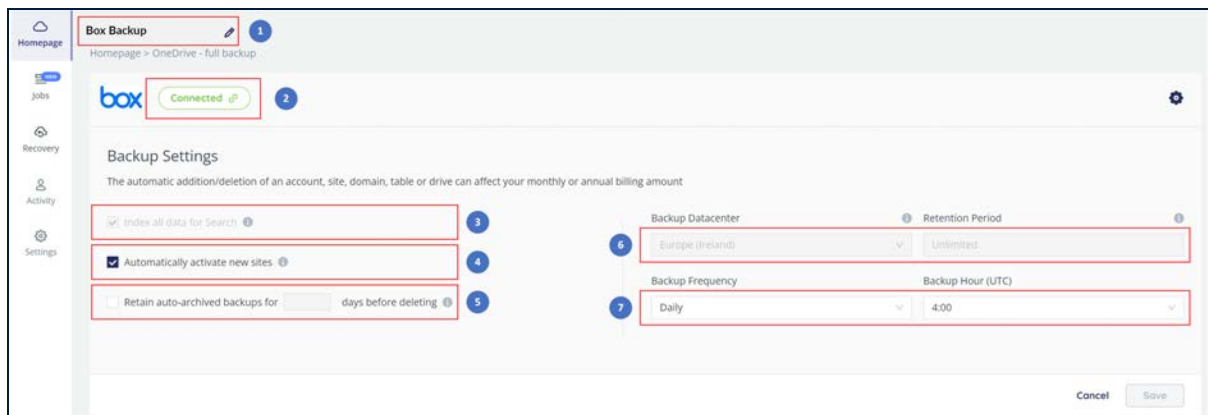 Homepage
Box Backup
1
Homepage > OneDrive - full backup
NEW
Jobs
box
Connected
2
Recovery
Backup Settings
The automatic addition/deletion of an account, site, domain, table or drive can affect your monthly or annual billing amount
Activity
Index all data for Search
3
Backup Datacenter
Retention Period
Settings
6
Europe (Ireland)
Unlimited
Automatically activate new sites
4
Backup Frequency
Backup Hour (UTC)
Retain auto-archived backups for days before deleting
5
7
Daily
4:00
Cancel
Save